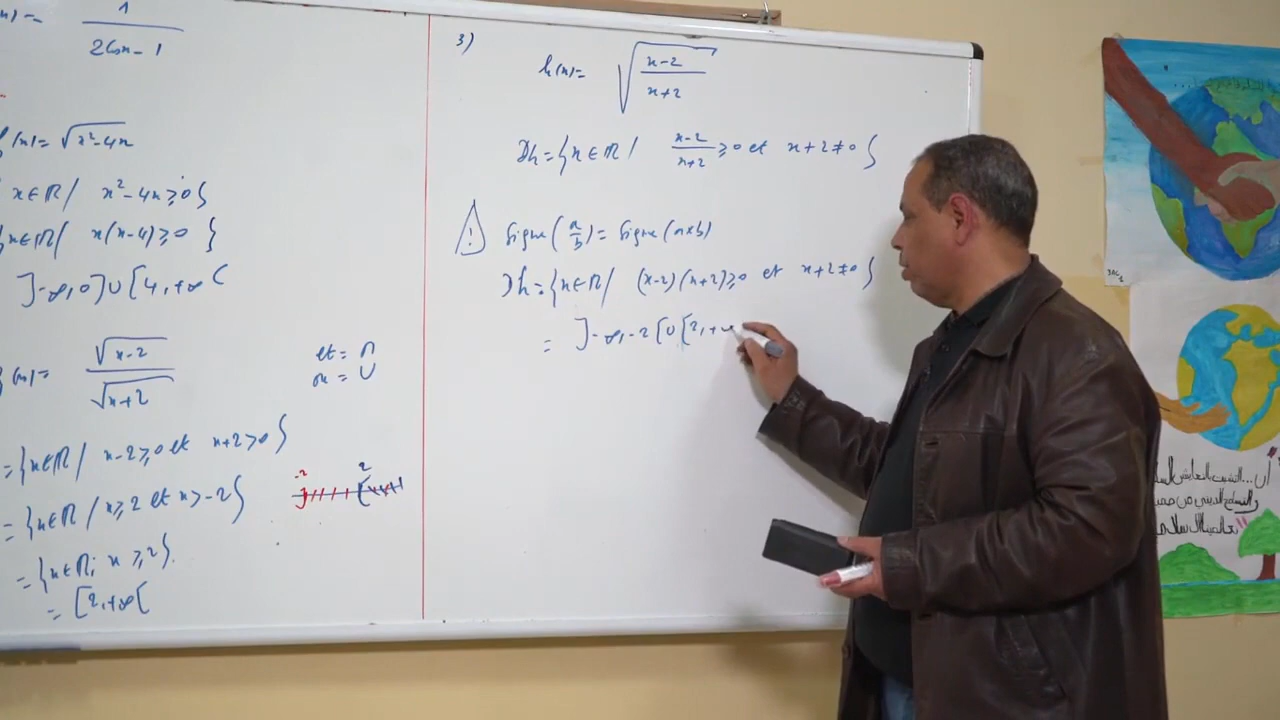 x) = 1 / (2cosx - 1)
f(x) = √(x²-4x)
x∈ℝ / x²-4x ≥ 0}
{x∈ℝ / x(x-4) ≥ 0}
]-∞,0]∪[4,+∞[
(x) = √(x-2) / √(x+2)
et = ∩
ou = ∪
= {x∈ℝ / x-2 ≥ 0 et x+2 > 0}
= {x∈ℝ / x ≥ 2 et x > -2}
-2 2
= {x∈ℝ; x ≥ 2}.
= [2,+∞[
3)
h(x) = √((x-2)/(x+2))
Dh = {x∈ℝ / (x-2)/(x+2) ≥ 0 et x+2 ≠ 0}
! Signe(a/b) = Signe(a×b)
Dh = {x∈ℝ / (x-2)(x+2) ≥ 0 et x+2 ≠ 0}
= ]-∞,-2[∪[2,+∞